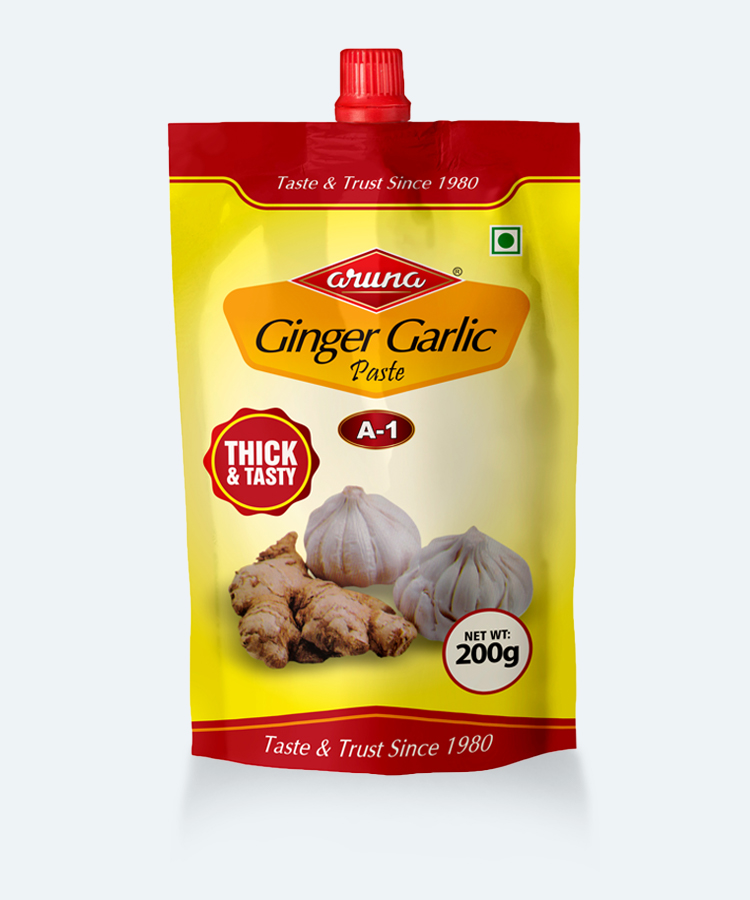 Taste & Trust Since 1980
aruna ®
Ginger Garlic
Paste
A-1
THICK
& TASTY
NET WT:
200g
Taste & Trust Since 1980